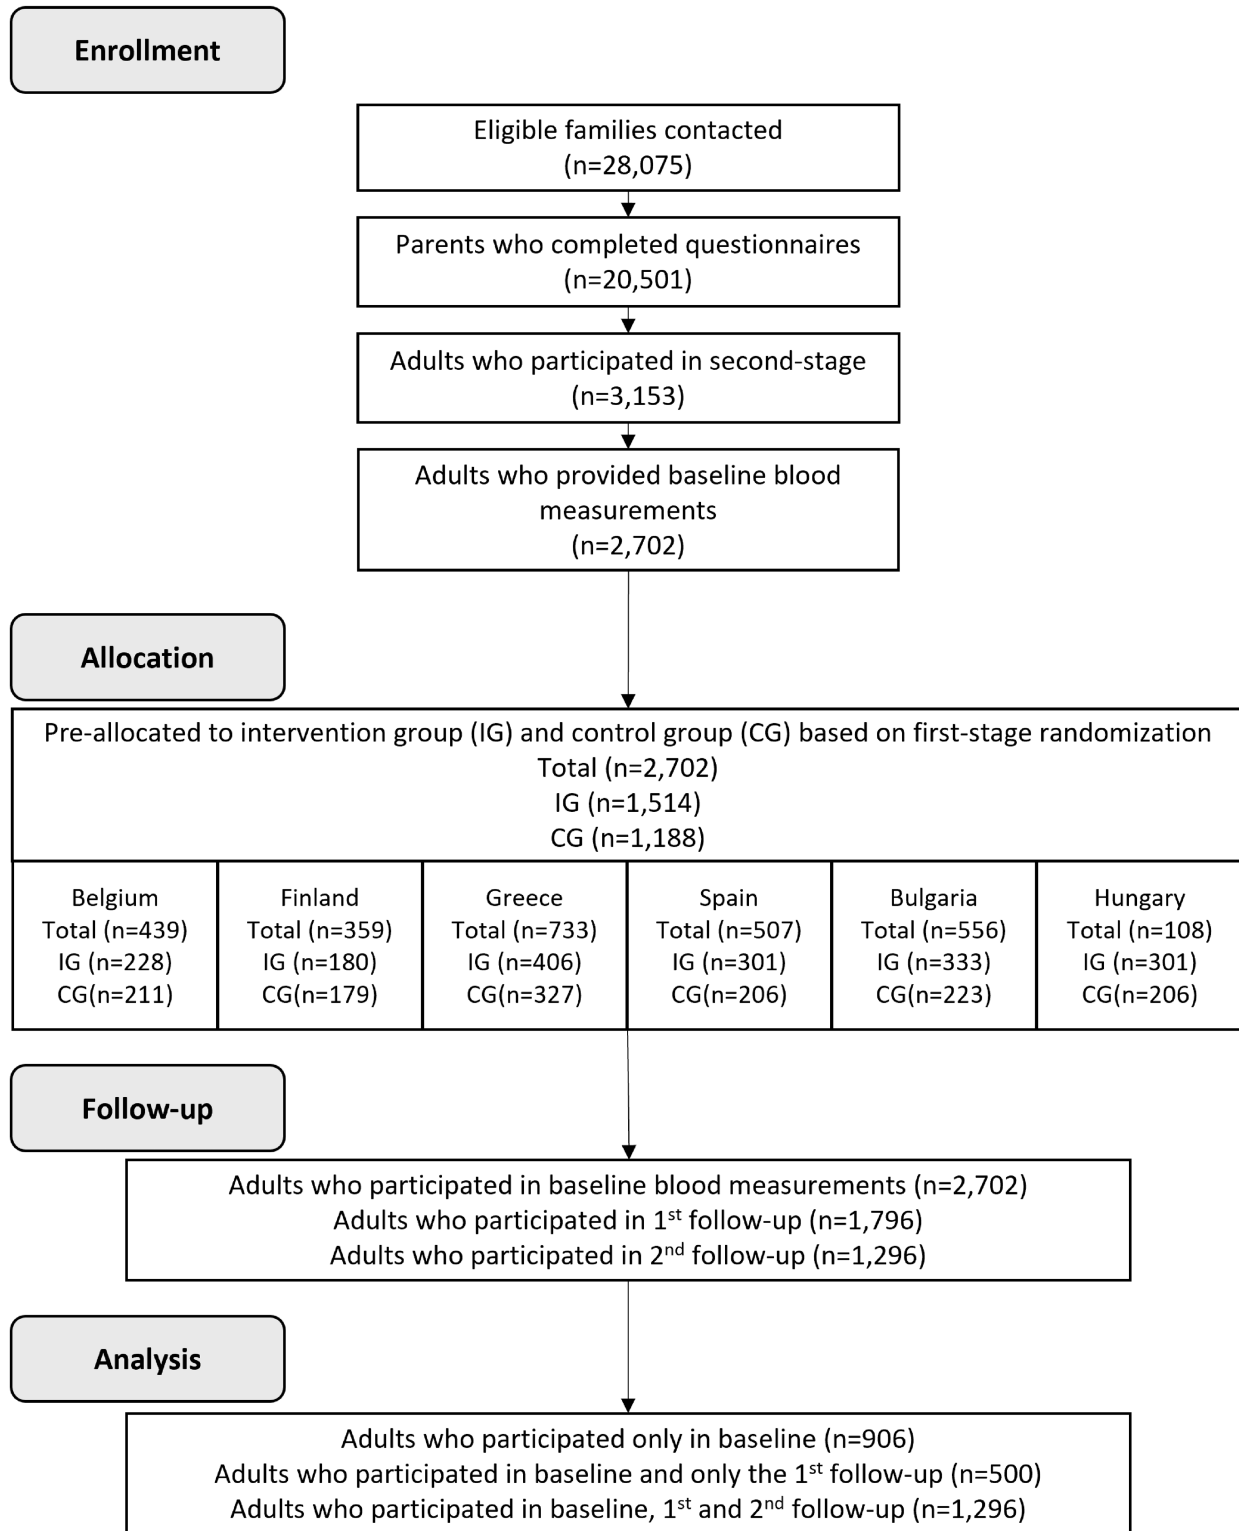 Enrollment
Eligible families contacted
(n=28,075)
Parents who completed questionnaires
(n=20,501)
Adults who participated in second-stage
(n=3,153)
Adults who provided baseline blood
measurements
(n=2,702)
Allocation
Pre-allocated to intervention group (IG) and control group (CG) based on first-stage randomization
Total (n=2,702)
IG (n=1,514)
CG (n=1,188)
Belgium
Total (n=439)
IG (n=228)
CG(n=211)
Finland
Total (n=359)
IG (n=180)
CG(n=179)
Greece
Total (n=733)
IG (n=406)
CG(n=327)
Spain
Total (n=507)
IG (n=301)
CG(n=206)
Bulgaria
Total (n=556)
IG (n=333)
CG(n=223)
Hungary
Total (n=108)
IG (n=301)
CG(n=206)
Follow-up
Adults who participated in baseline blood measurements (n=2,702)
Adults who participated in 1st follow-up (n=1,796)
Adults who participated in 2nd follow-up (n=1,296)
Analysis
Adults who participated only in baseline (n=906)
Adults who participated in baseline and only the 1st follow-up (n=500)
Adults who participated in baseline, 1st and 2nd follow-up (n=1,296)